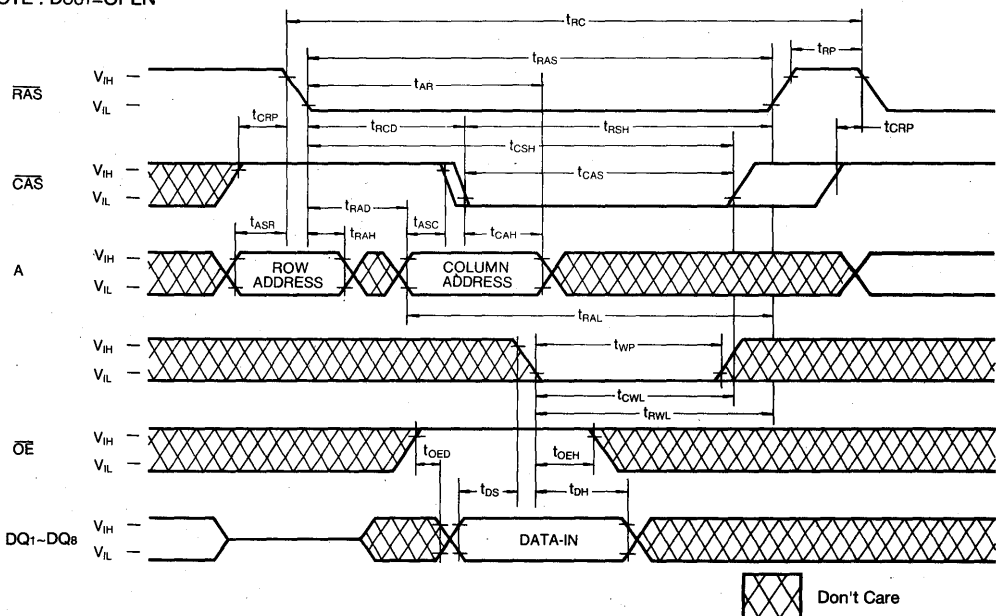 OTE : DOUT=OPEN
tRC
tRP
tRAS
tAR
RAS
VIH
VIL
tCRP
tRCD
tRSH
tCRP
tCSH
CAS
VIH
VIL
tCAS
tRAD
tASR
tRAH
tASC
tCAH
A
VIH
VIL
ROW
ADDRESS
COLUMN
ADDRESS
tRAL
VIH
VIL
tWP
tCWL
tRWL
OE
VIH
VIL
tOED
tOEH
tDS
tDH
DQ1~DQ8
VIH
VIL
DATA-IN
Don't Care